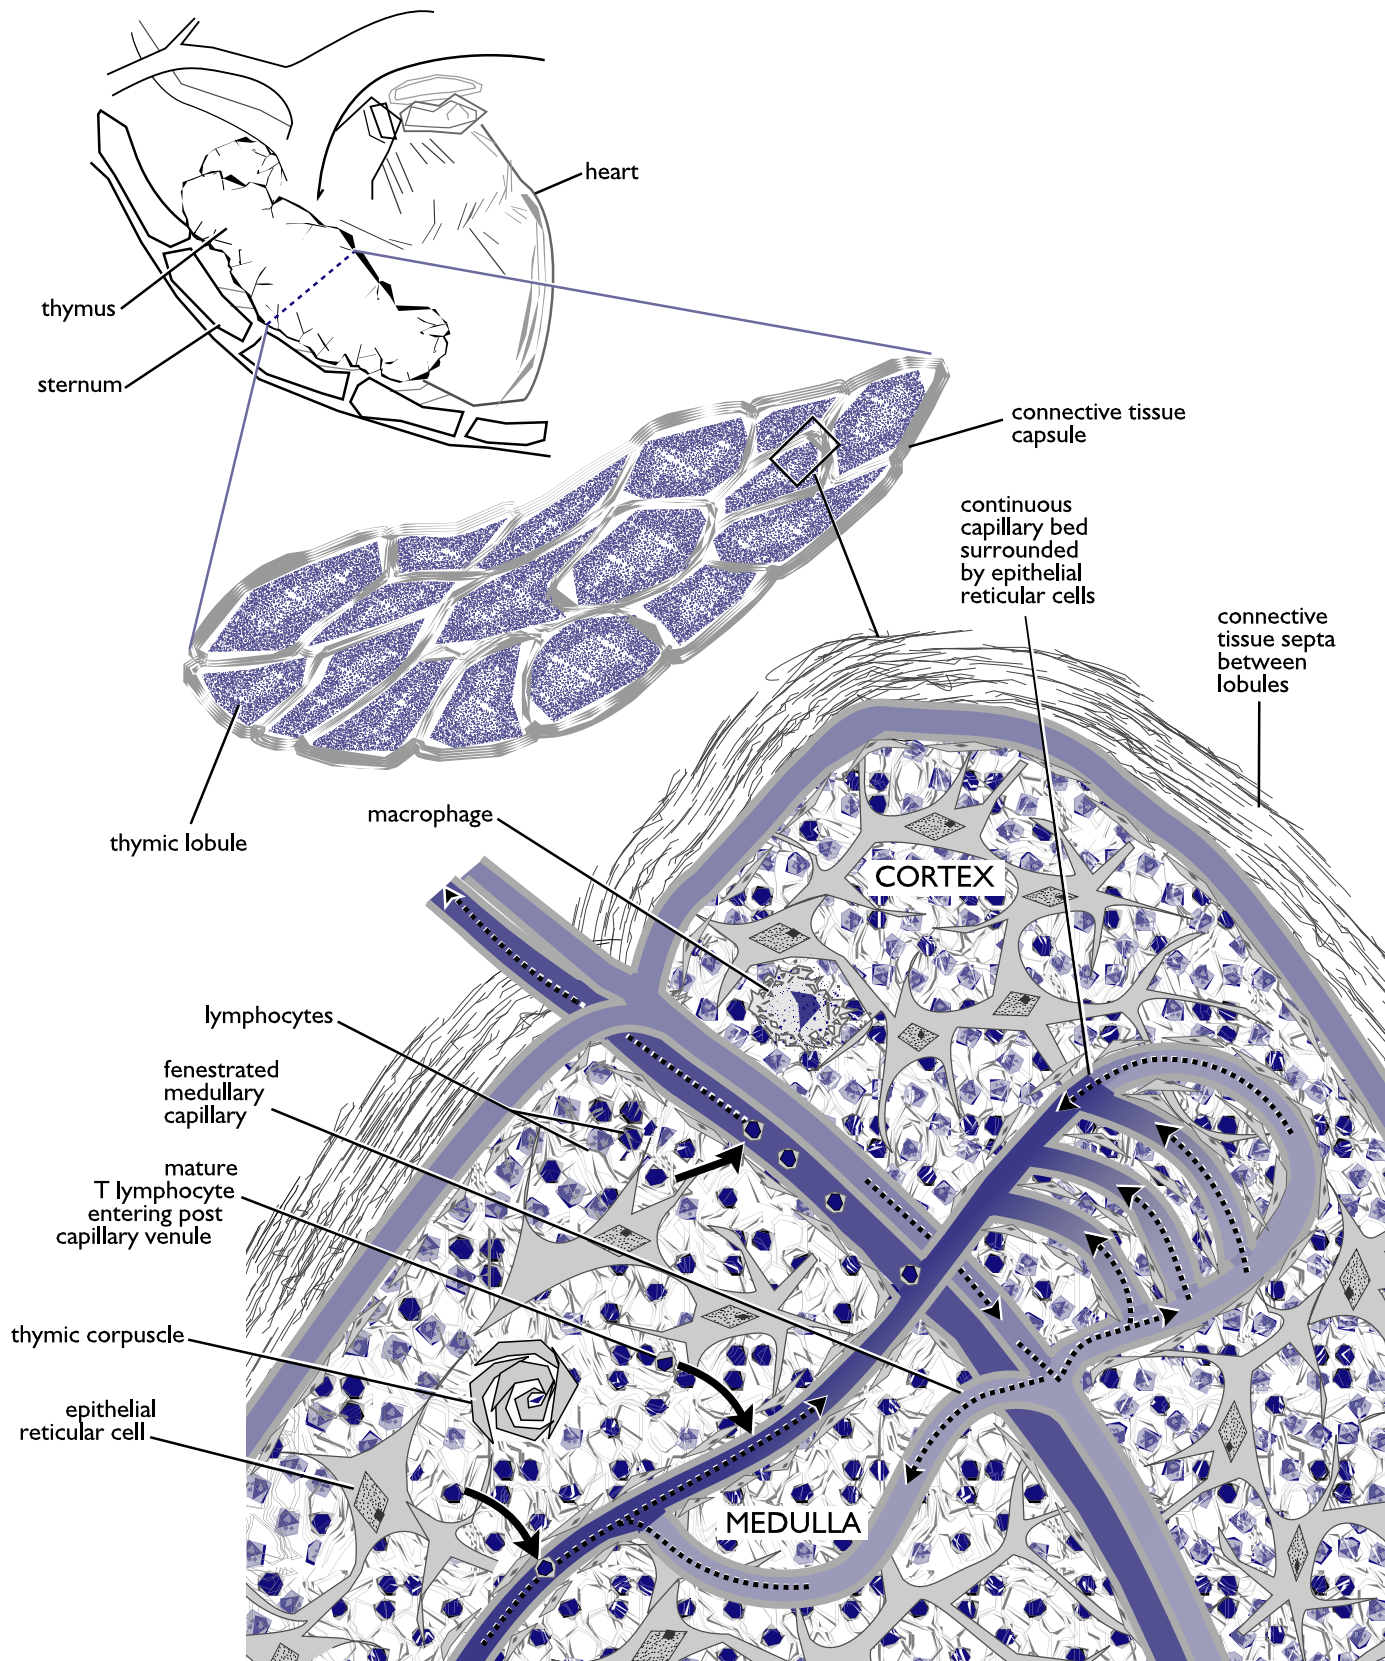 heart
thymus
sternum
connective tissue
capsule
continuous
capillary bed
surrounded
by epithelial
reticular cells
connective
tissue septa
between
lobules
macrophage
thymic lobule
CORTEX
lymphocytes
fenestrated
medullary
capillary
mature
T lymphocyte
entering post
capillary venule
thymic corpuscle
epithelial
reticular cell
MEDULLA